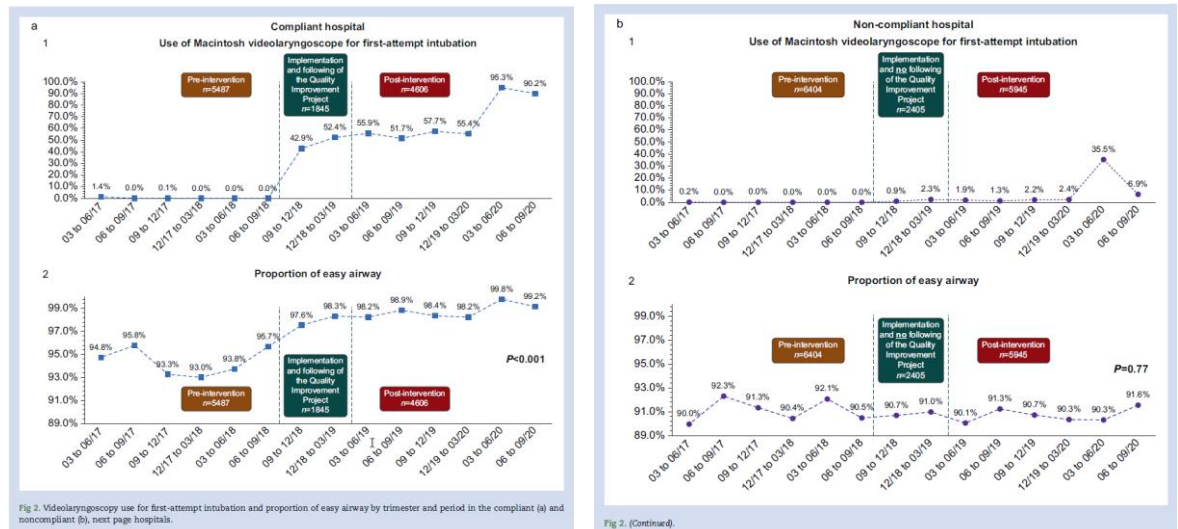 a
Compliant hospital
1
Use of Macintosh videolaryngoscope for first-attempt intubation
Pre-intervention
n=5487
Implementation
and following of
the Quality
Improvement
Project
n=1845
Post-intervention
n=4606
100.0%
90.0%
80.0%
70.0%
60.0%
50.0%
40.0%
30.0%
20.0%
10.0%
0.0%
1.4% 0.0% 0.1% 0.0% 0.0% 0.0% 42.9% 52.4% 55.9% 51.7% 57.7% 55.4% 95.3% 90.2%
03 to 06/17 06 to 09/17 09 to 12/17 12/17 to 03/18 03 to 06/18 06 to 09/18 09 to 12/18 12/18 to 03/19 03 to 06/19 06 to 09/19 09 to 12/19 12/19 to 03/20 03 to 06/20 06 to 09/20
2
Proportion of easy airway
99.0%
97.0%
95.0%
93.0%
91.0%
89.0%
94.8% 95.8% 93.3% 93.0% 93.8% 95.7% 97.6% 98.3% 98.2% 98.9% 98.4% 98.2% 99.8% 99.2%
P<0.001
Pre-intervention
n=5487
Implementation
and following of
the Quality
Improvement
Project
n=1845
Post-intervention
n=4606
03 to 06/17 06 to 09/17 09 to 12/17 12/17 to 03/18 03 to 06/18 06 to 09/18 09 to 12/18 12/18 to 03/19 03 to 06/19 06 to 09/19 09 to 12/19 12/19 to 03/20 03 to 06/20 06 to 09/20
Fig 2. Videolaryngoscopy use for first-attempt intubation and proportion of easy airway by trimester and period in the compliant (a) and
noncompliant (b), next page hospitals.
b
Non-compliant hospital
1
Use of Macintosh videolaryngoscope for first-attempt intubation
Pre-intervention
n=6404
Implementation
and no following
of the Quality
Improvement
Project
n=2405
Post-intervention
n=5945
100.0%
90.0%
80.0%
70.0%
60.0%
50.0%
40.0%
30.0%
20.0%
10.0%
0.0%
0.2% 0.0% 0.0% 0.0% 0.0% 0.0% 0.9% 2.3% 1.9% 1.3% 2.2% 2.4% 35.5% 6.9%
03 to 06/17 06 to 09/17 09 to 12/17 12/17 to 03/18 03 to 06/18 06 to 09/18 09 to 12/18 12/18 to 03/19 03 to 06/19 06 to 09/19 09 to 12/19 12/19 to 03/20 03 to 06/20 06 to 09/20
2
Proportion of easy airway
Pre-intervention
n=6404
Implementation
and no following
of the Quality
Improvement
Project
n=2405
Post-intervention
n=5945
P=0.77
99.0%
97.0%
95.0%
93.0%
91.0%
89.0%
90.0% 92.3% 91.3% 90.4% 92.1% 90.5% 90.7% 91.0% 90.1% 91.3% 90.7% 90.3% 90.3% 91.6%
03 to 06/17 06 to 09/17 09 to 12/17 12/17 to 03/18 03 to 06/18 06 to 09/18 09 to 12/18 12/18 to 03/19 03 to 06/19 06 to 09/19 09 to 12/19 12/19 to 03/20 03 to 06/20 06 to 09/20
Fig 2. (Continued).